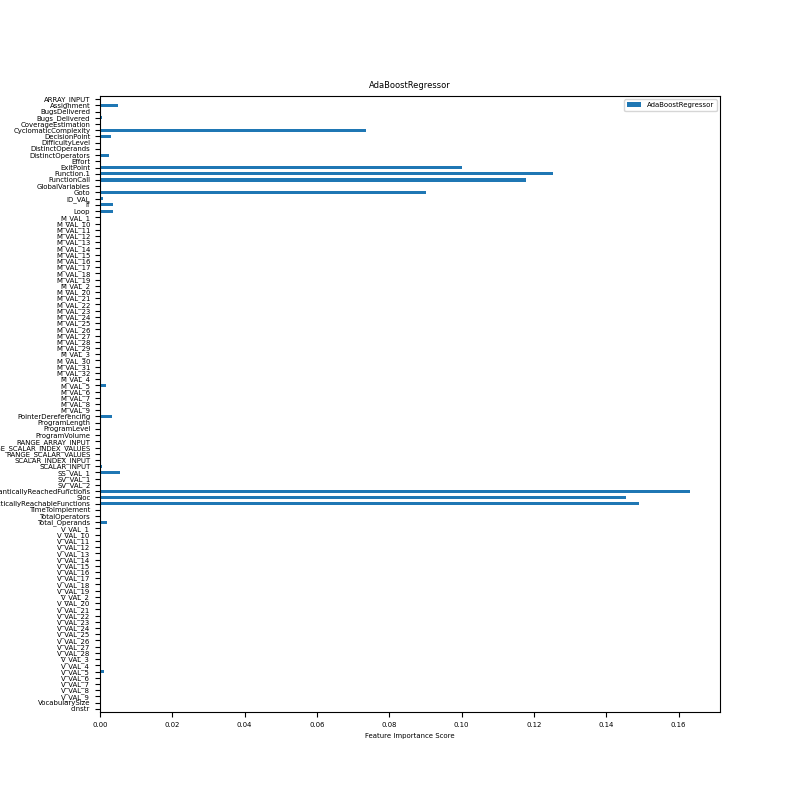 AdaBoostRegressor
AdaBoostRegressor
ARRAY_INPUT
Assignment
BugsDelivered
Bugs_Delivered
CoverageEstimation
CyclomaticComplexity
DecisionPoint
DifficultyLevel
DistinctOperands
DistinctOperators
Effort
ExitPoint
Function.1
FunctionCall
GlobalVariables
Goto
ID_VAL
If
Loop
M_VAL_1
M_VAL_10
M_VAL_11
M_VAL_12
M_VAL_13
M_VAL_14
M_VAL_15
M_VAL_16
M_VAL_17
M_VAL_18
M_VAL_19
M_VAL_2
M_VAL_20
M_VAL_21
M_VAL_22
M_VAL_23
M_VAL_24
M_VAL_25
M_VAL_26
M_VAL_27
M_VAL_28
M_VAL_29
M_VAL_3
M_VAL_30
M_VAL_31
M_VAL_32
M_VAL_4
M_VAL_5
M_VAL_6
M_VAL_7
M_VAL_8
M_VAL_9
PointerDereferencing
ProgramLength
ProgramLevel
ProgramVolume
RANGE_ARRAY_INPUT
E_SCALAR_INDEX_VALUES
RANGE_SCALAR_VALUES
SCALAR_INDEX_INPUT
SCALAR_INPUT
SS_VAL_1
SV_VAL_1
SV_VAL_2
anticallyReachedFunctions
Sloc
ticallyReachableFunctions
TimeToImplement
TotalOperators
Total_Operands
V_VAL_1
V_VAL_10
V_VAL_11
V_VAL_12
V_VAL_13
V_VAL_14
V_VAL_15
V_VAL_16
V_VAL_17
V_VAL_18
V_VAL_19
V_VAL_2
V_VAL_20
V_VAL_21
V_VAL_22
V_VAL_23
V_VAL_24
V_VAL_25
V_VAL_26
V_VAL_27
V_VAL_28
V_VAL_3
V_VAL_4
V_VAL_5
V_VAL_6
V_VAL_7
V_VAL_8
V_VAL_9
VocabularySize
cinstr
0.00 0.02 0.04 0.06 0.08 0.10 0.12 0.14 0.16
Feature Importance Score